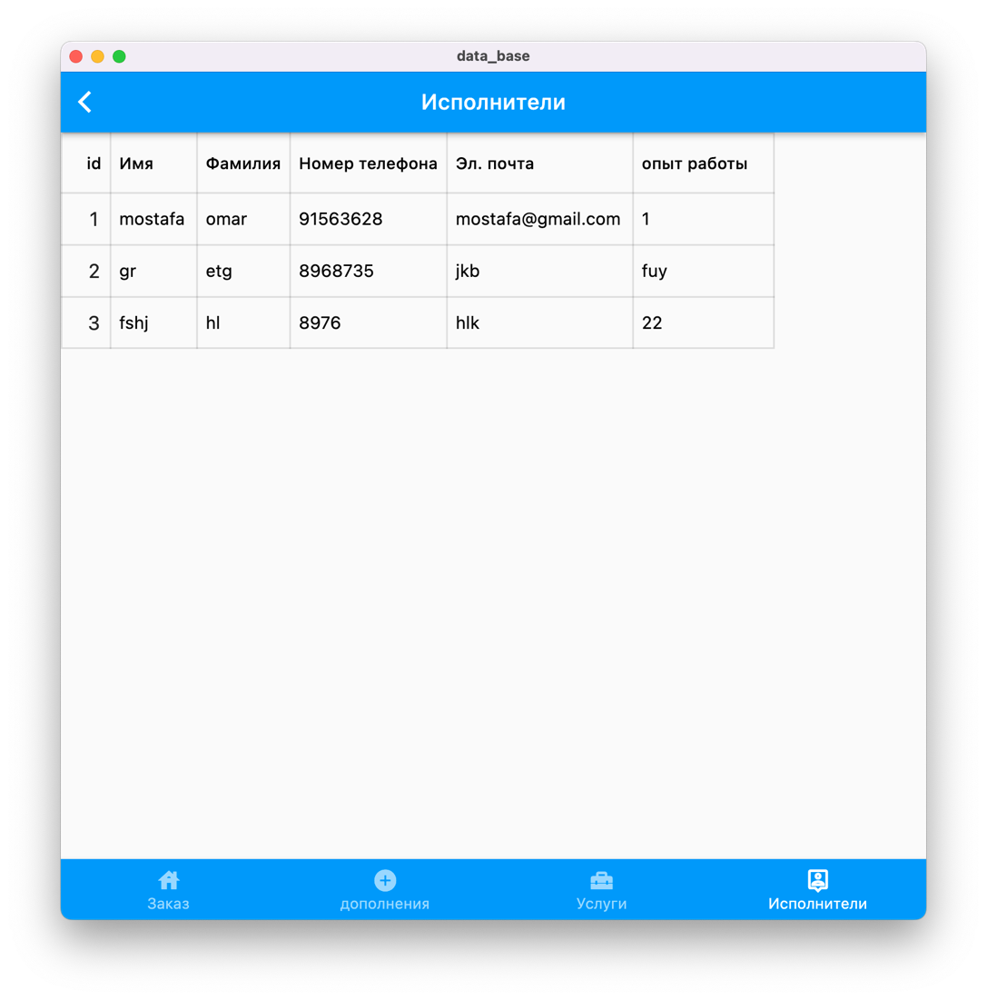 data_base
Исполнители
id Имя Фамилия Номер телефона Эл. почта опыт работы
1 mostafa omar 91563628 mostafa@gmail.com 1
2 gr etg 8968735 jkb fuy
3 fshj hl 8976 hlk 22
Заказ дополнения Услуги Исполнители